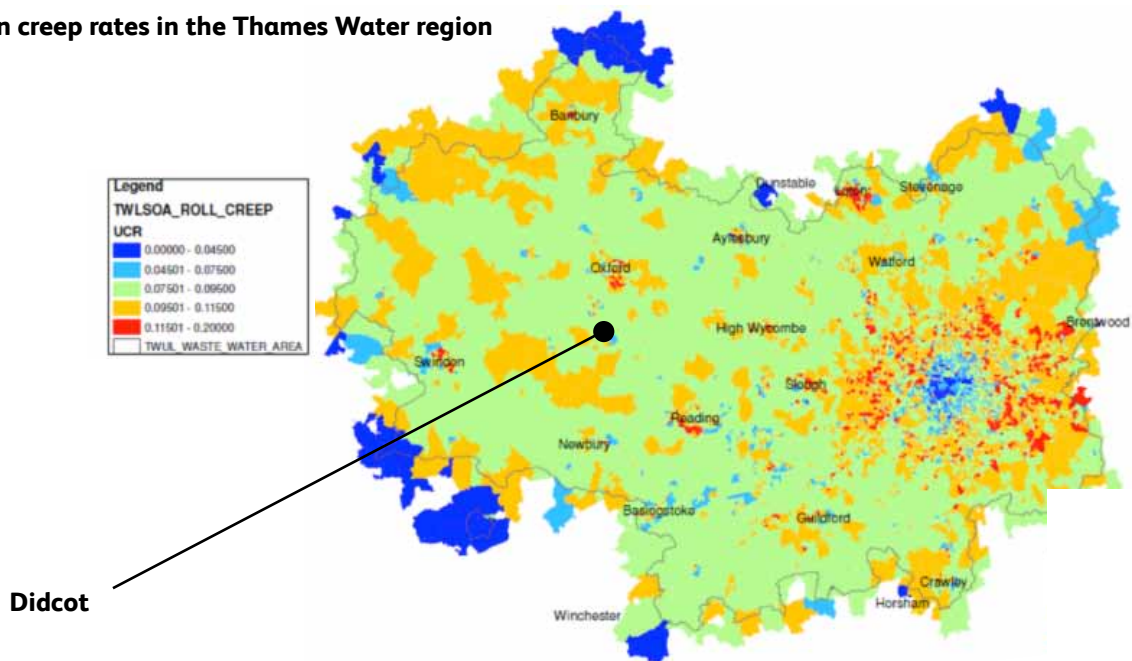 n creep rates in the Thames Water region
Banbury
Dunstable
Luton
Stevenage
Legend
TWLSOA_ROLL_CREEP
UCR
0.00000 - 0.04500
0.04501 - 0.07500
0.07501 - 0.09500
0.09501 - 0.11500
0.11501 - 0.20000
TWUL_WASTE_WATER_AREA
Aylesbury
Oxford
Watford
High Wycombe
Brentwood
Swindon
Slough
Reading
Newbury
Basingstoke
Guildford
Crawley
Horsham
Winchester
Didcot